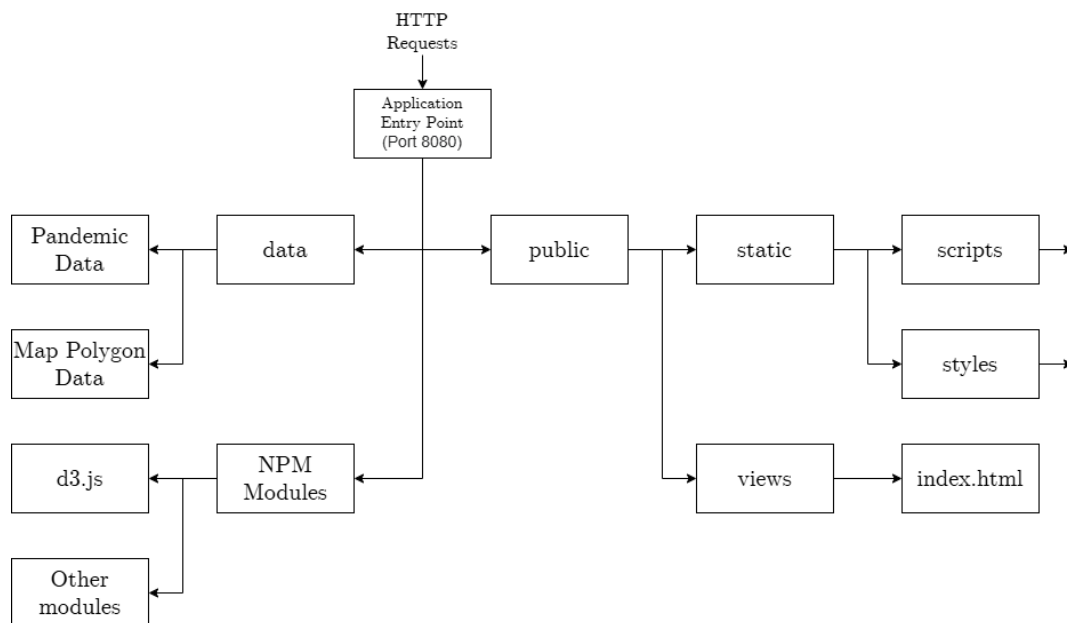 HTTP
Requests
Application
Entry Point
(Port 8080)
Pandemic
Data
data
public
static
scripts
Map Polygon
Data
styles
d3.js
NPM
Modules
views
index.html
Other
modules